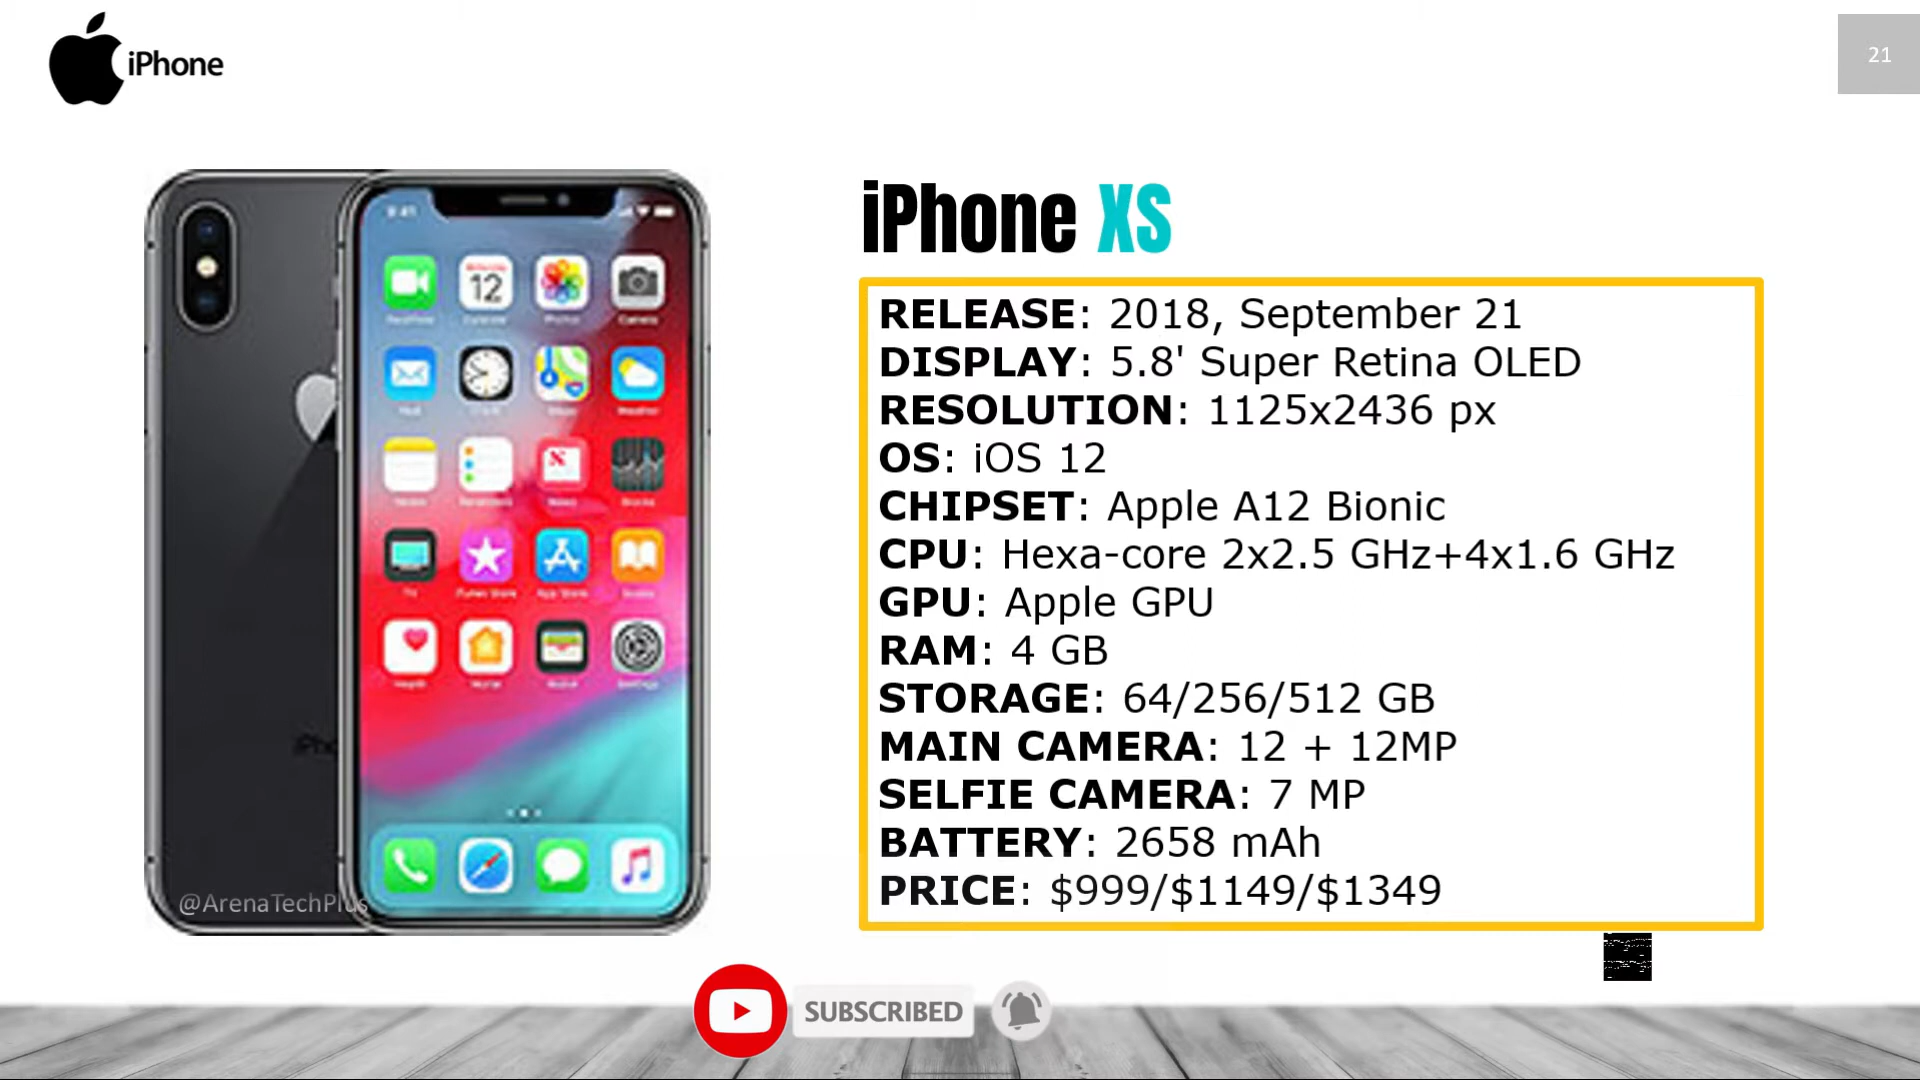 iPhone
21
iPhone XS
RELEASE: 2018, September 21
DISPLAY: 5.8' Super Retina OLED
RESOLUTION: 1125x2436 px
OS: iOS 12
CHIPSET: Apple A12 Bionic
CPU: Hexa-core 2x2.5 GHz+4x1.6 GHz
GPU: Apple GPU
RAM: 4 GB
STORAGE: 64/256/512 GB
MAIN CAMERA: 12 + 12MP
SELFIE CAMERA: 7 MP
BATTERY: 2658 mAh
PRICE: $999/$1149/$1349
9:41
12
@ArenaTechPlus
SUBSCRIBED